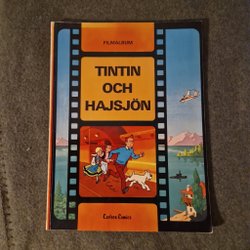 FILMALBUM
TINTIN
OCH
HAJSJÖN
Carlsen Comics